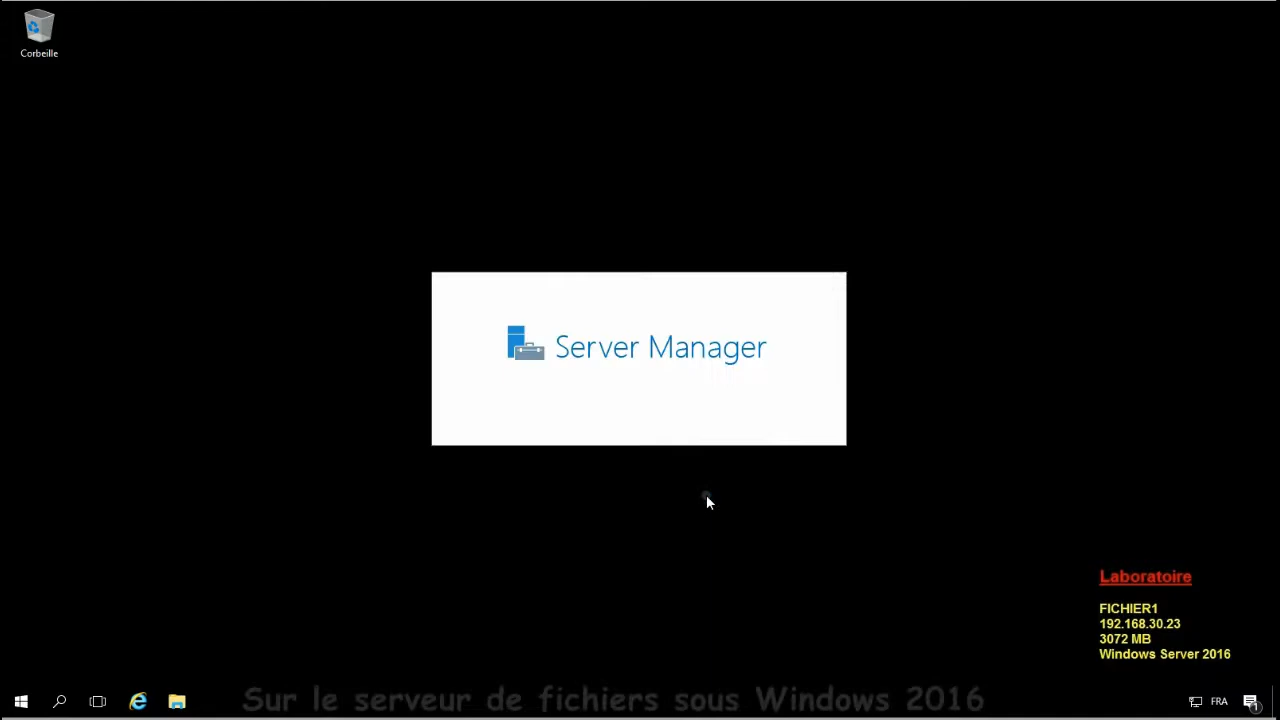 Corbeille
Server Manager
Laboratoire
FICHIER1
192.168.30.23
3072 MB
Windows Server 2016
Sur le serveur de fichiers sous Windows 2016
FRA
1